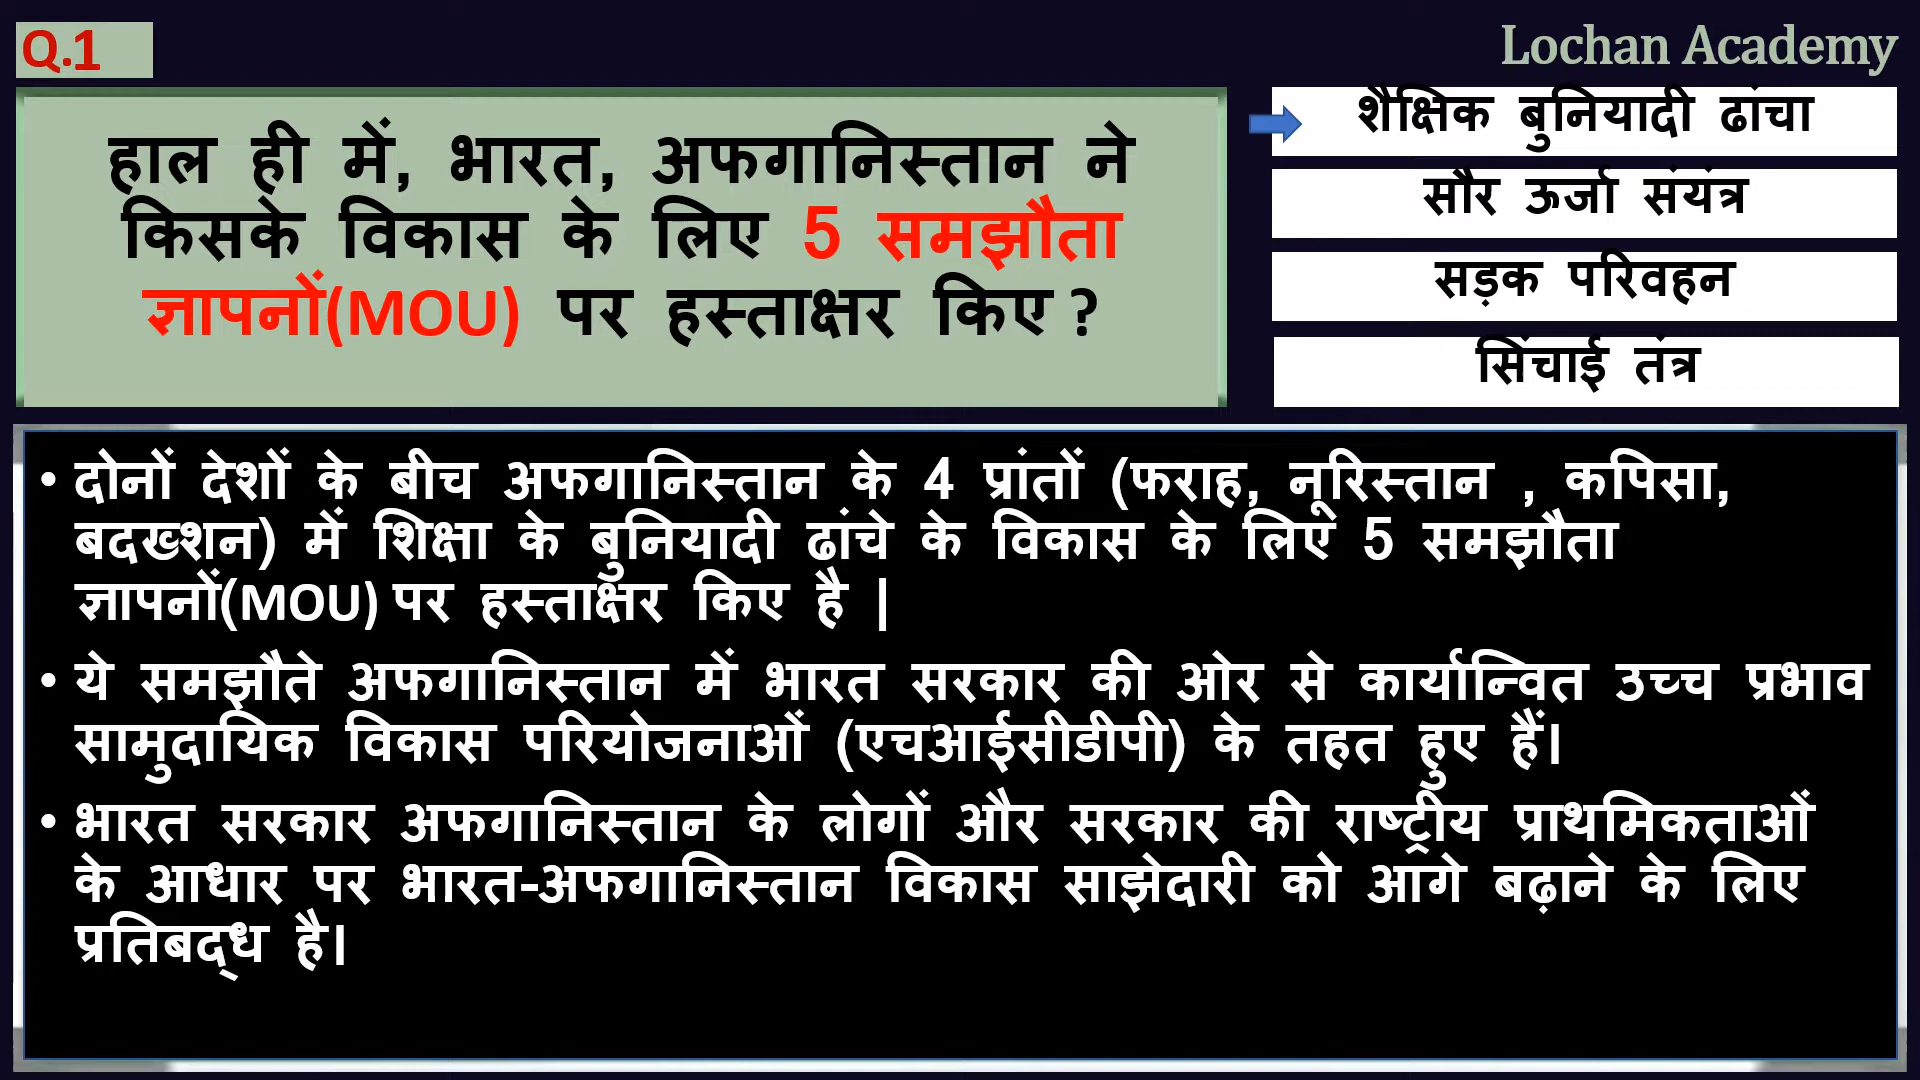 Q.1
Lochan Academy
हाल ही में, भारत, अफगानिस्तान ने
किसके विकास के लिए 5 समझौता
ज्ञापनों(MOU) पर हस्ताक्षर किए ?
शैक्षिक बुनियादी ढांचा
सौर ऊर्जा संयंत्र
सड़क परिवहन
सिंचाई तंत्र
• दोनों देशों के बीच अफगानिस्तान के 4 प्रांतों (फराह, नूरिस्तान , कपिसा,
बदख्शन) में शिक्षा के बुनियादी ढांचे के विकास के लिए 5 समझौता
ज्ञापनों(MOU) पर हस्ताक्षर किए है |
• ये समझौते अफगानिस्तान में भारत सरकार की ओर से कार्यान्वित उच्च प्रभाव
सामुदायिक विकास परियोजनाओं (एचआईसीडीपी) के तहत हुए हैं।
• भारत सरकार अफगानिस्तान के लोगों और सरकार की राष्ट्रीय प्राथमिकताओं
के आधार पर भारत-अफगानिस्तान विकास साझेदारी को आगे बढ़ाने के लिए
प्रतिबद्ध है।